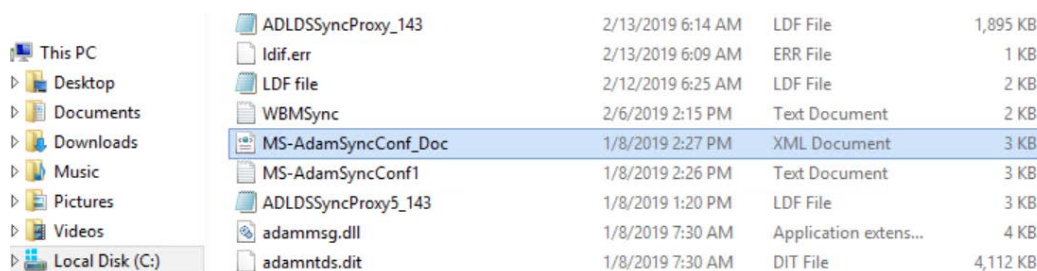 ADLDSSyncProxy_143 2/13/2019 6:14 AM LDF File 1,895 KB
This PC ldif.err 2/13/2019 6:09 AM ERR File 1 KB
Desktop LDF file 2/12/2019 6:25 AM LDF File 2 KB
Documents WBMSync 2/6/2019 2:15 PM Text Document 2 KB
Downloads MS-AdamSyncConf_Doc 1/8/2019 2:27 PM XML Document 3 KB
Music MS-AdamSyncConf1 1/8/2019 2:26 PM Text Document 3 KB
Pictures ADLDSSyncProxy5_143 1/8/2019 1:20 PM LDF File 3 KB
Videos adammsg.dll 1/8/2019 7:30 AM Application extens... 4 KB
Local Disk (C:) adamntds.dit 1/8/2019 7:30 AM DIT File 4,112 KB